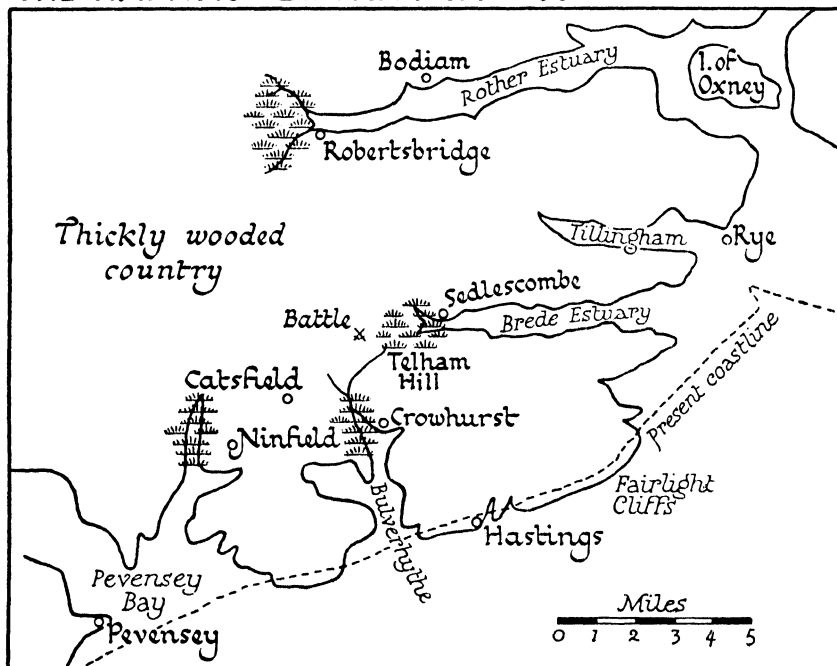 Bodiam
Rother Estuary
I. of
Oxney
Robertsbridge
Thickly wooded
country
Tillingham
Rye
Sedlescombe
Battle
Brede Estuary
Telham
Hill
Catsfield
Crowhurst
Present coastline
Ninfield
Fairlight
Cliffs
Bulverhythe
Hastings
Pevensey
Bay
Pevensey
Miles
0 1 2 3 4 5